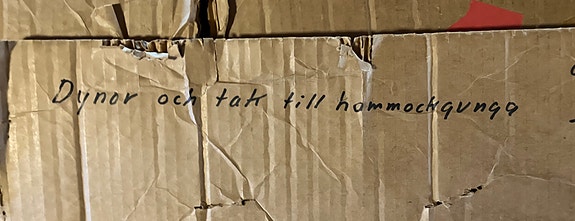 Dynor och tak till hammockgunga